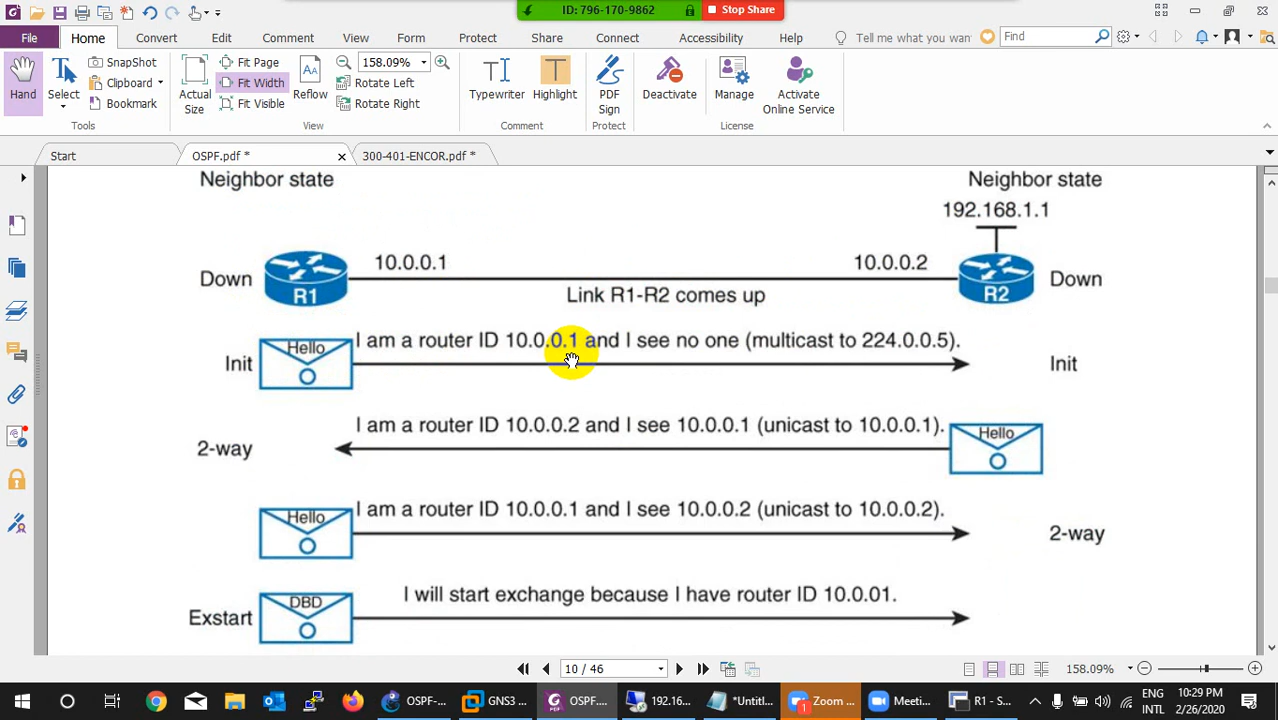 ID: 796-170-9862
Stop Share
File
Home
Convert
Edit
Comment
View
Form
Protect
Share
Connect
Accessibility
Help
Tell me what you want
Find
Hand
Select
SnapShot
Clipboard
Bookmark
Tools
Actual Size
Fit Page
Fit Width
Fit Visible
Reflow
158.09%
Rotate Left
Rotate Right
View
Typewriter
Highlight
Comment
PDF Sign
Protect
Deactivate
Manage
License
Activate Online Service
Start
OSPF.pdf *
300-401-ENCOR.pdf *
Neighbor state
Neighbor state
192.168.1.1
10.0.0.1
10.0.0.2
Down
R1
R2
Down
Link R1-R2 comes up
I am a router ID 10.0.0.1 and I see no one (multicast to 224.0.0.5).
Hello
Init
Init
I am a router ID 10.0.0.2 and I see 10.0.0.1 (unicast to 10.0.0.1).
Hello
2-way
I am a router ID 10.0.0.1 and I see 10.0.0.2 (unicast to 10.0.0.2).
Hello
2-way
I will start exchange because I have router ID 10.0.01.
DBD
Exstart
10 / 46
158.09%
OSPF-...
GNS3 ...
OSPF....
192.16...
*Untitl...
Zoom ...
1
Meeti...
R1 - S...
ENG
INTL
10:29 PM
2/26/2020